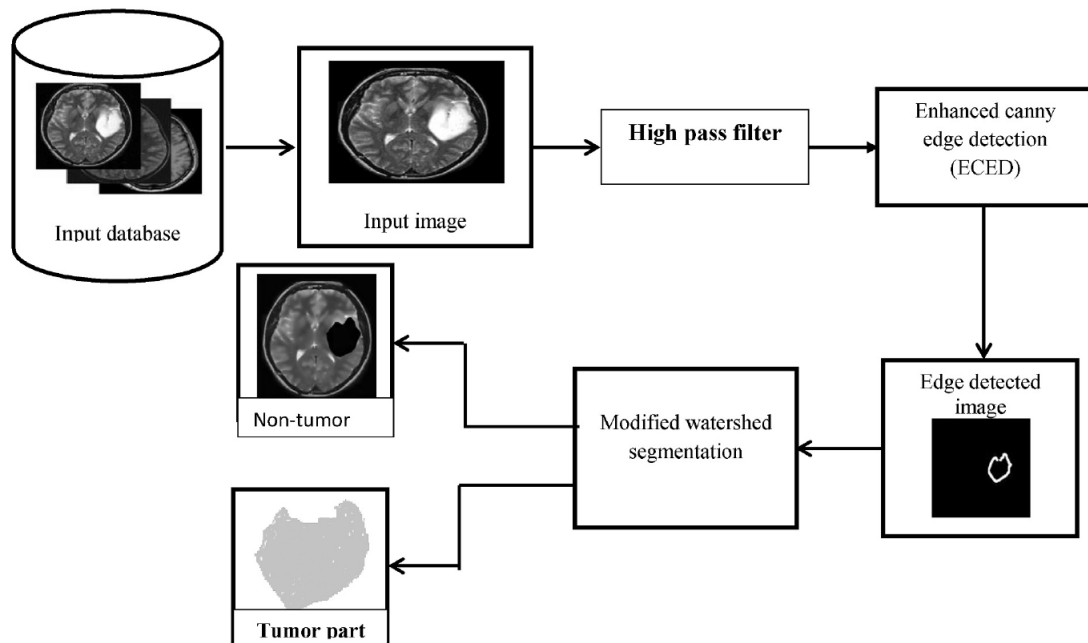 Input database
Input image
High pass filter
Enhanced canny
edge detection
(ECED)
Edge detected
image
Modified watershed
segmentation
Non-tumor
Tumor part